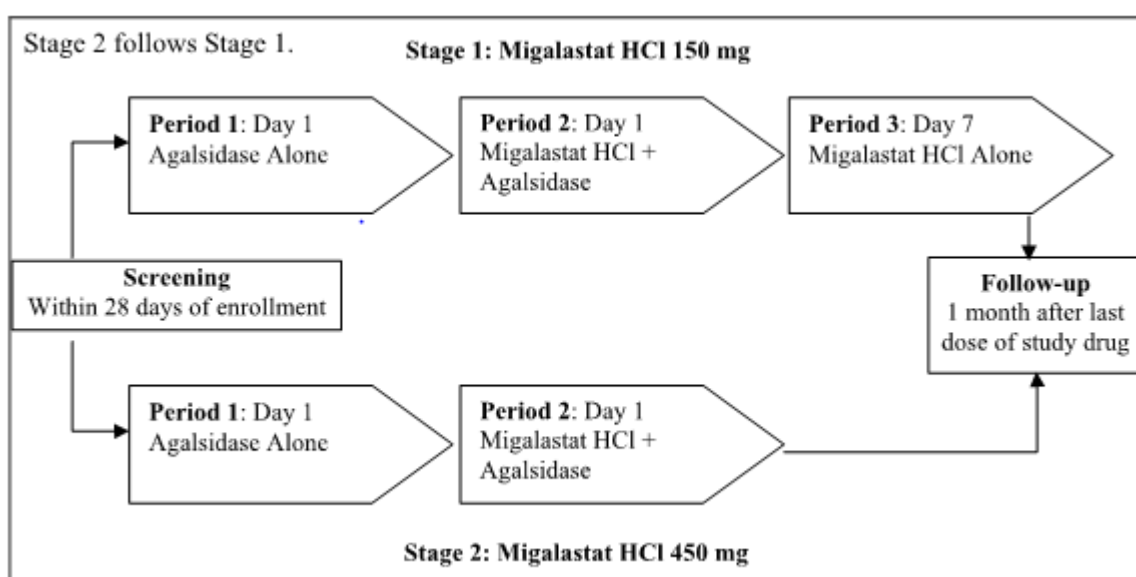 Stage 2 follows Stage 1.
Stage 1: Migalastat HCl 150 mg
Period 1: Day 1
Agalsidase Alone
Period 2: Day 1
Migalastat HCl +
Agalsidase
Period 3: Day 7
Migalastat HCl Alone
Screening
Within 28 days of enrollment
Follow-up
1 month after last
dose of study drug
Period 1: Day 1
Agalsidase Alone
Period 2: Day 1
Migalastat HCl +
Agalsidase
Stage 2: Migalastat HCl 450 mg